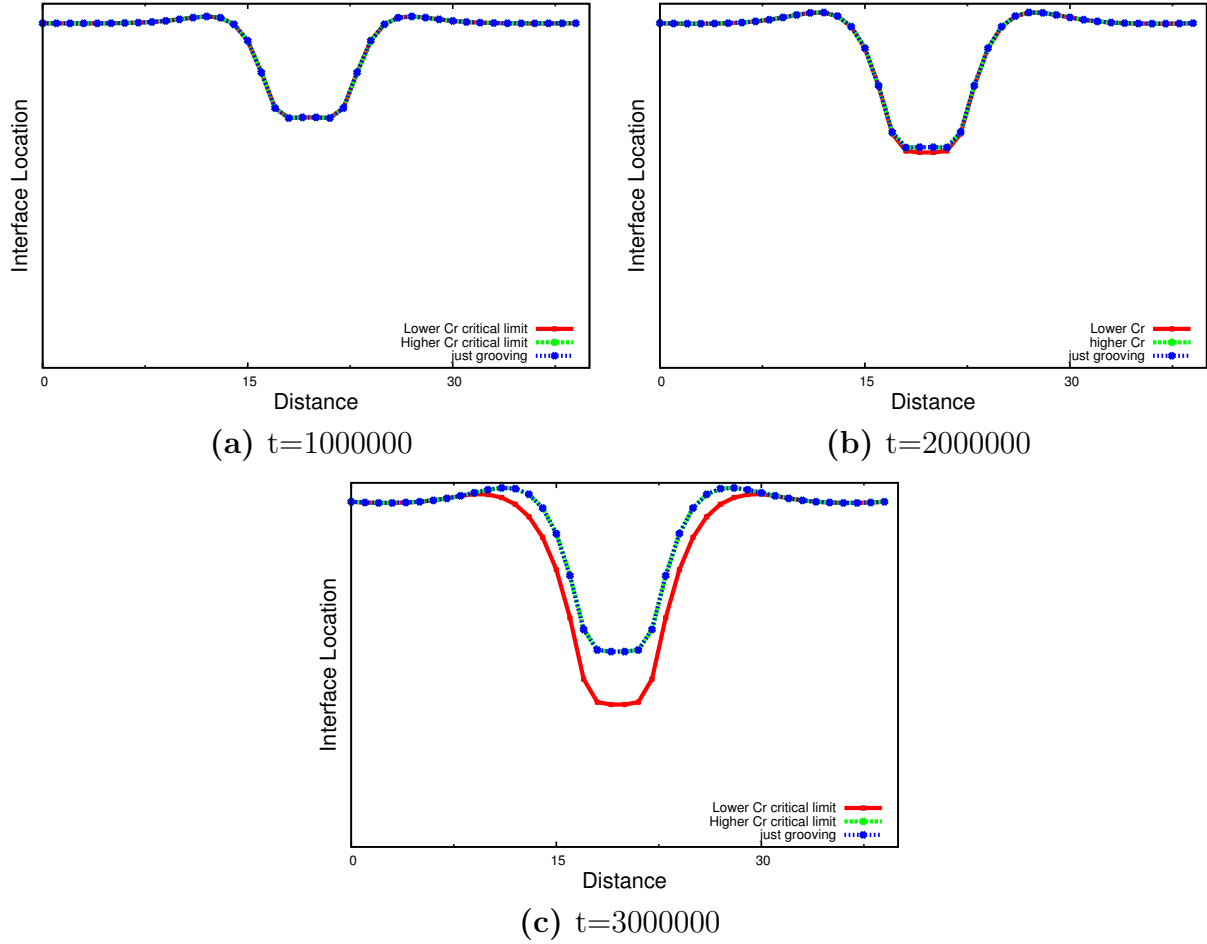 Interface Location
Lower Cr critical limit
Higher Cr critical limit
just grooving
0 15 30
Distance
(a) t=1000000
Interface Location
Lower Cr
higher Cr
just grooving
0 15 30
Distance
(b) t=2000000
Interface Location
Lower Cr critical limit
Higher Cr critical limit
just grooving
0 15 30
Distance
(c) t=3000000